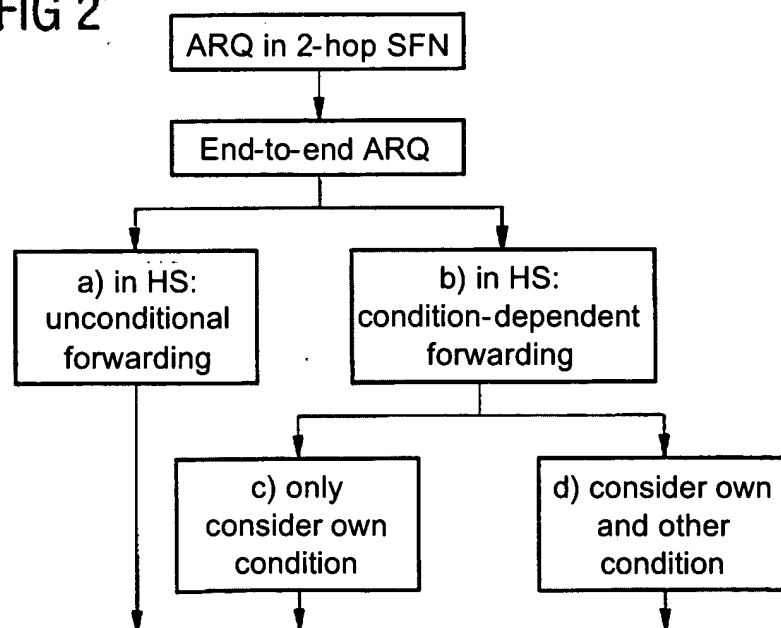 FIG 2
ARQ in 2-hop SFN
End-to-end ARQ
a) in HS:
unconditional
forwarding
b) in HS:
condition-dependent
forwarding
c) only
consider own
condition
d) consider own
and other
condition